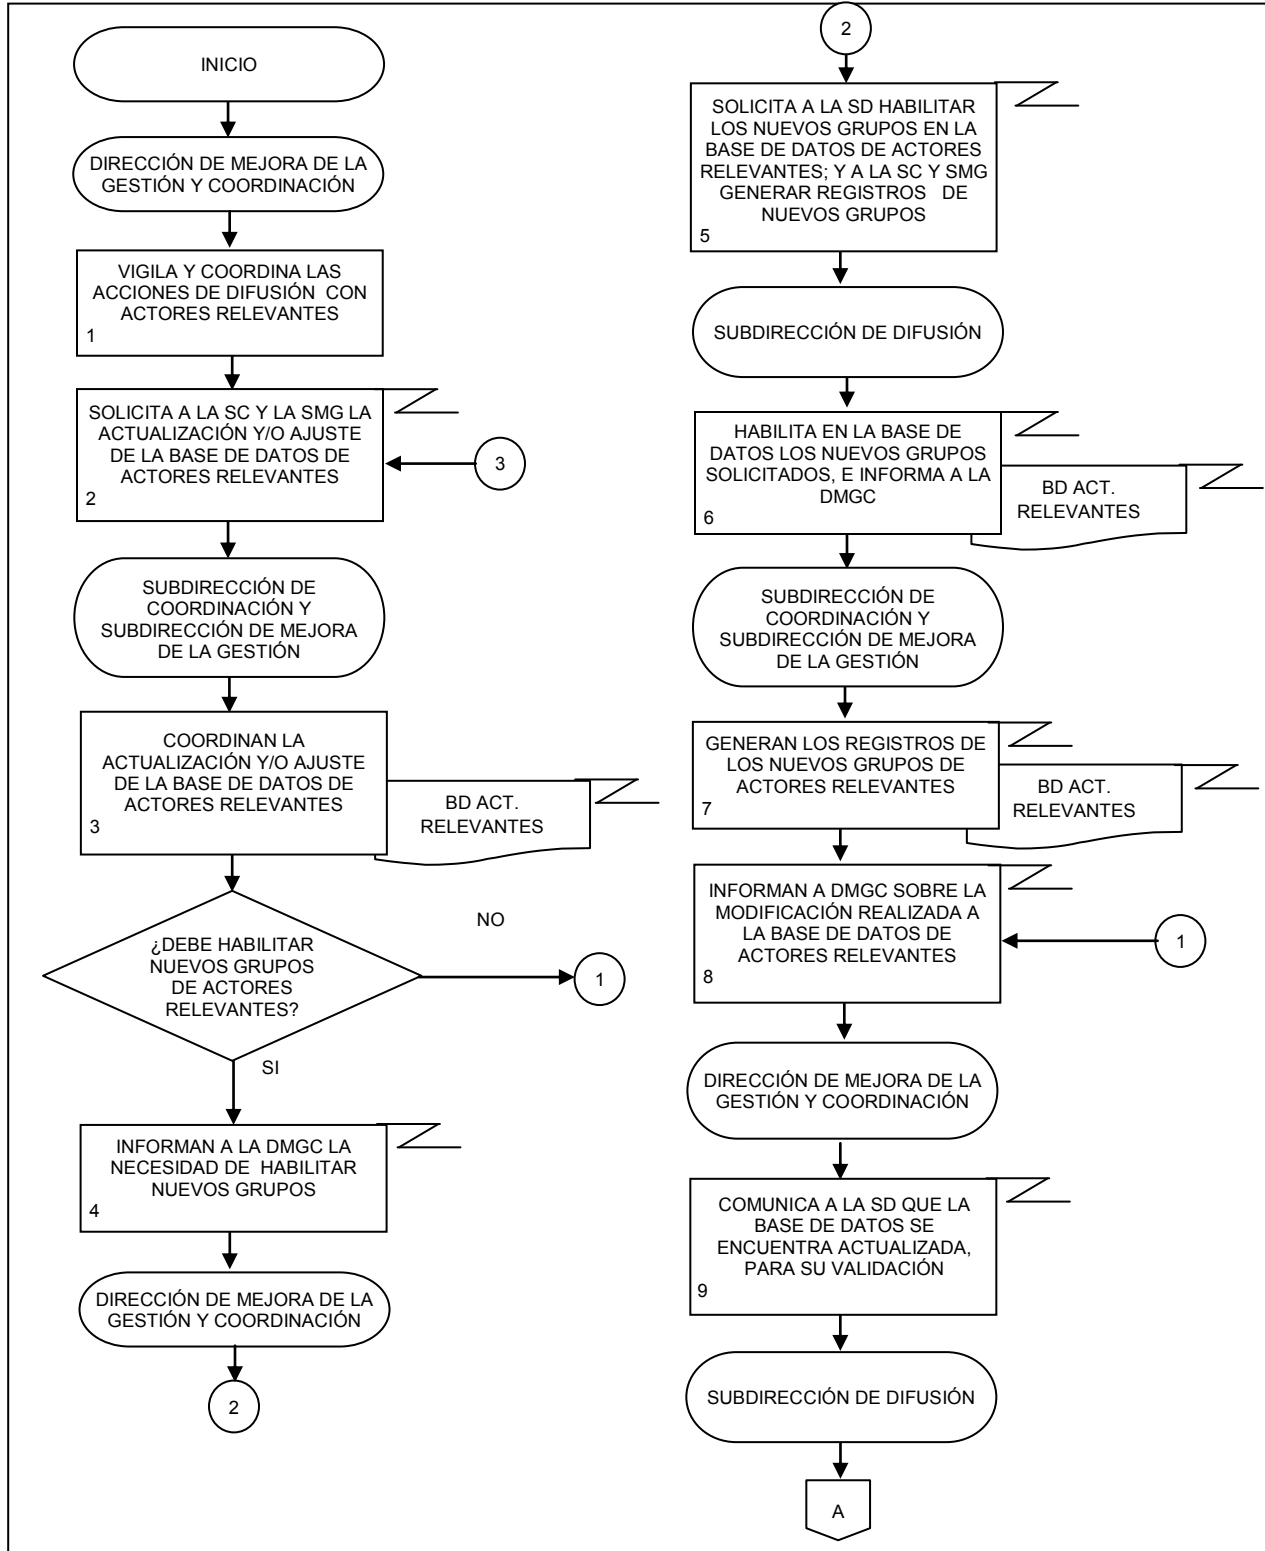 INICIO
DIRECCIÓN DE MEJORA DE LA
GESTIÓN Y COORDINACIÓN
VIGILA Y COORDINA LAS
ACCIONES DE DIFUSIÓN CON
ACTORES RELEVANTES
1
SOLICITA A LA SC Y LA SMG LA
ACTUALIZACIÓN Y/O AJUSTE
DE LA BASE DE DATOS DE
ACTORES RELEVANTES
2
3
SUBDIRECCIÓN DE
COORDINACIÓN Y
SUBDIRECCIÓN DE MEJORA
DE LA GESTIÓN
COORDINAN LA
ACTUALIZACIÓN Y/O AJUSTE
DE LA BASE DE DATOS DE
ACTORES RELEVANTES
3
BD ACT.
RELEVANTES
¿DEBE HABILITAR
NUEVOS GRUPOS
DE ACTORES
RELEVANTES?
NO
1
SI
INFORMAN A LA DMGC LA
NECESIDAD DE HABILITAR
NUEVOS GRUPOS
4
DIRECCIÓN DE MEJORA DE LA
GESTIÓN Y COORDINACIÓN
2
2
SOLICITA A LA SD HABILITAR
LOS NUEVOS GRUPOS EN LA
BASE DE DATOS DE ACTORES
RELEVANTES; Y A LA SC Y SMG
GENERAR REGISTROS DE
NUEVOS GRUPOS
5
SUBDIRECCIÓN DE DIFUSIÓN
HABILITA EN LA BASE DE
DATOS LOS NUEVOS GRUPOS
SOLICITADOS, E INFORMA A LA
DMGC
6
BD ACT.
RELEVANTES
SUBDIRECCIÓN DE
COORDINACIÓN Y
SUBDIRECCIÓN DE MEJORA
DE LA GESTIÓN
GENERAN LOS REGISTROS DE
LOS NUEVOS GRUPOS DE
ACTORES RELEVANTES
7
BD ACT.
RELEVANTES
INFORMAN A DMGC SOBRE LA
MODIFICACIÓN REALIZADA A
LA BASE DE DATOS DE
ACTORES RELEVANTES
8
1
DIRECCIÓN DE MEJORA DE LA
GESTIÓN Y COORDINACIÓN
COMUNICA A LA SD QUE LA
BASE DE DATOS SE
ENCUENTRA ACTUALIZADA,
PARA SU VALIDACIÓN
9
SUBDIRECCIÓN DE DIFUSIÓN
A